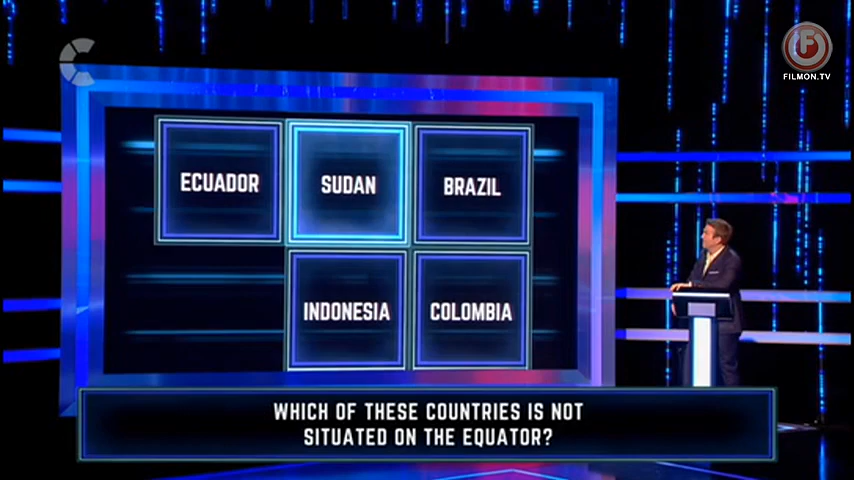 FILMON.TV
ECUADOR
SUDAN
BRAZIL
INDONESIA
COLOMBIA
WHICH OF THESE COUNTRIES IS NOT
SITUATED ON THE EQUATOR?